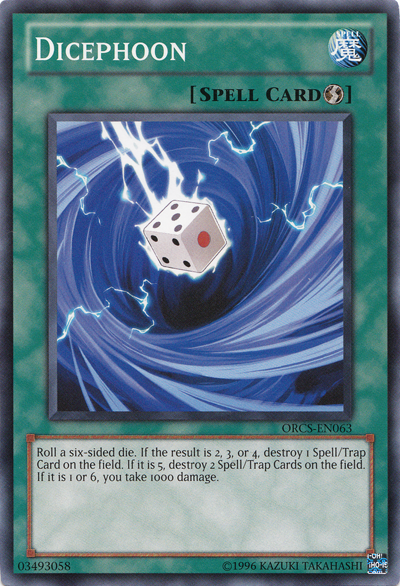 DICEPHOON
SPELL
魔
[SPELL CARD]
ORCS-EN063
Roll a six-sided die. If the result is 2, 3, or 4, destroy 1 Spell/Trap
Card on the field. If it is 5, destroy 2 Spell/Trap Cards on the field.
If it is 1 or 6, you take 1000 damage.
03493058
©1996 KAZUKI TAKAHASHI